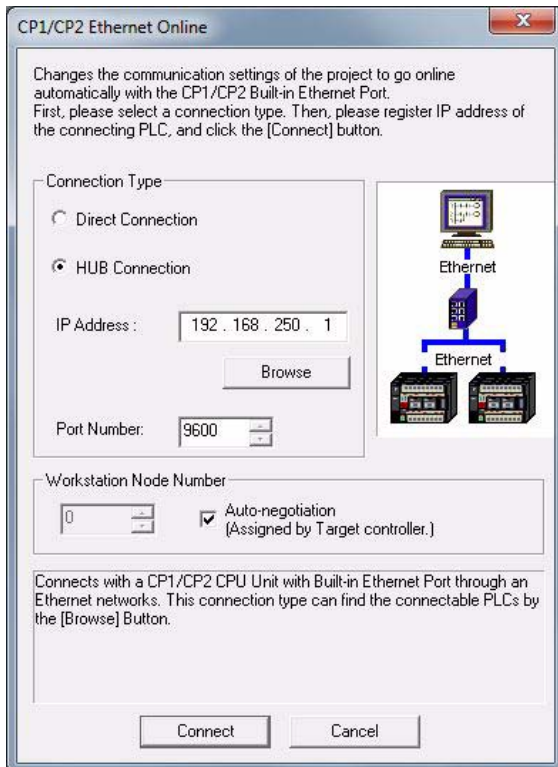 CP1/CP2 Ethernet Online
Changes the communication settings of the project to go online
automatically with the CP1/CP2 Built-in Ethernet Port.
First, please select a connection type. Then, please register IP address of
the connecting PLC, and click the [Connect] button.
Connection Type
Direct Connection
HUB Connection
IP Address :
192 . 168 . 250 . 1
Browse
Port Number:
9600
Ethernet
Ethernet
Workstation Node Number
0
Auto-negotiation
(Assigned by Target controller.)
Connects with a CP1/CP2 CPU Unit with Built-in Ethernet Port through an
Ethernet networks. This connection type can find the connectable PLCs by
the [Browse] Button.
Connect
Cancel